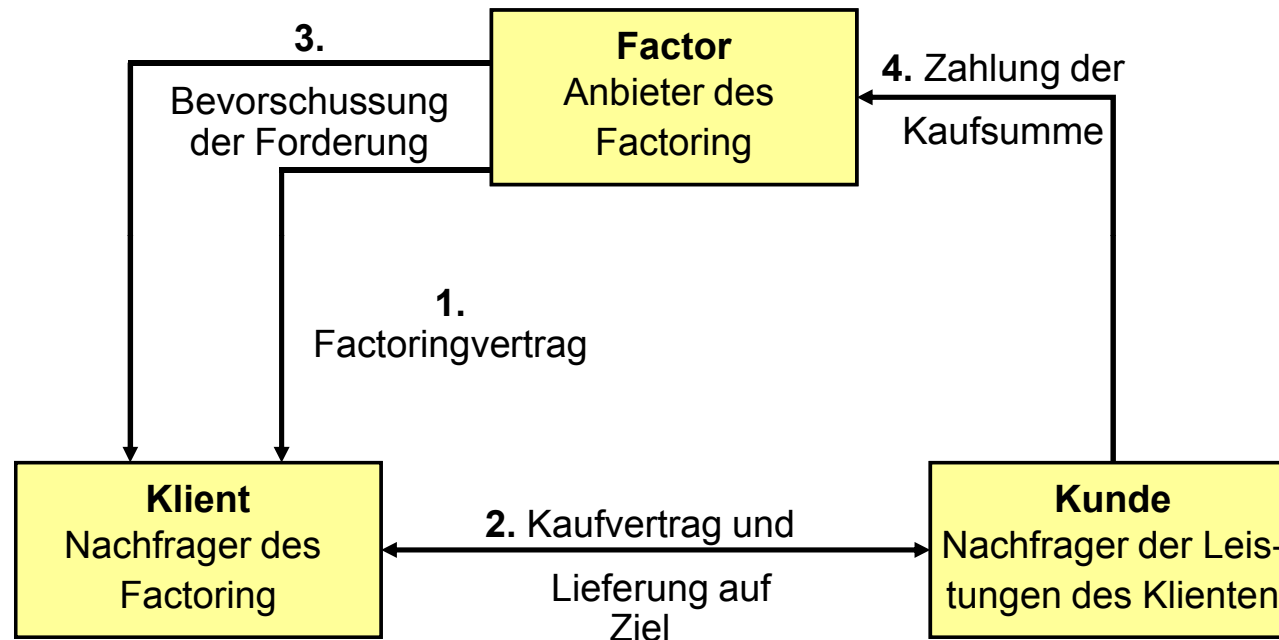 3.
Bevorschussung
der Forderung
Factor
Anbieter des
Factoring
4. Zahlung der
Kaufsumme
1.
Factoringvertrag
Klient
Nachfrager des
Factoring
2. Kaufvertrag und
Lieferung auf
Ziel
Kunde
Nachfrager der Leis-
tungen des Klienten